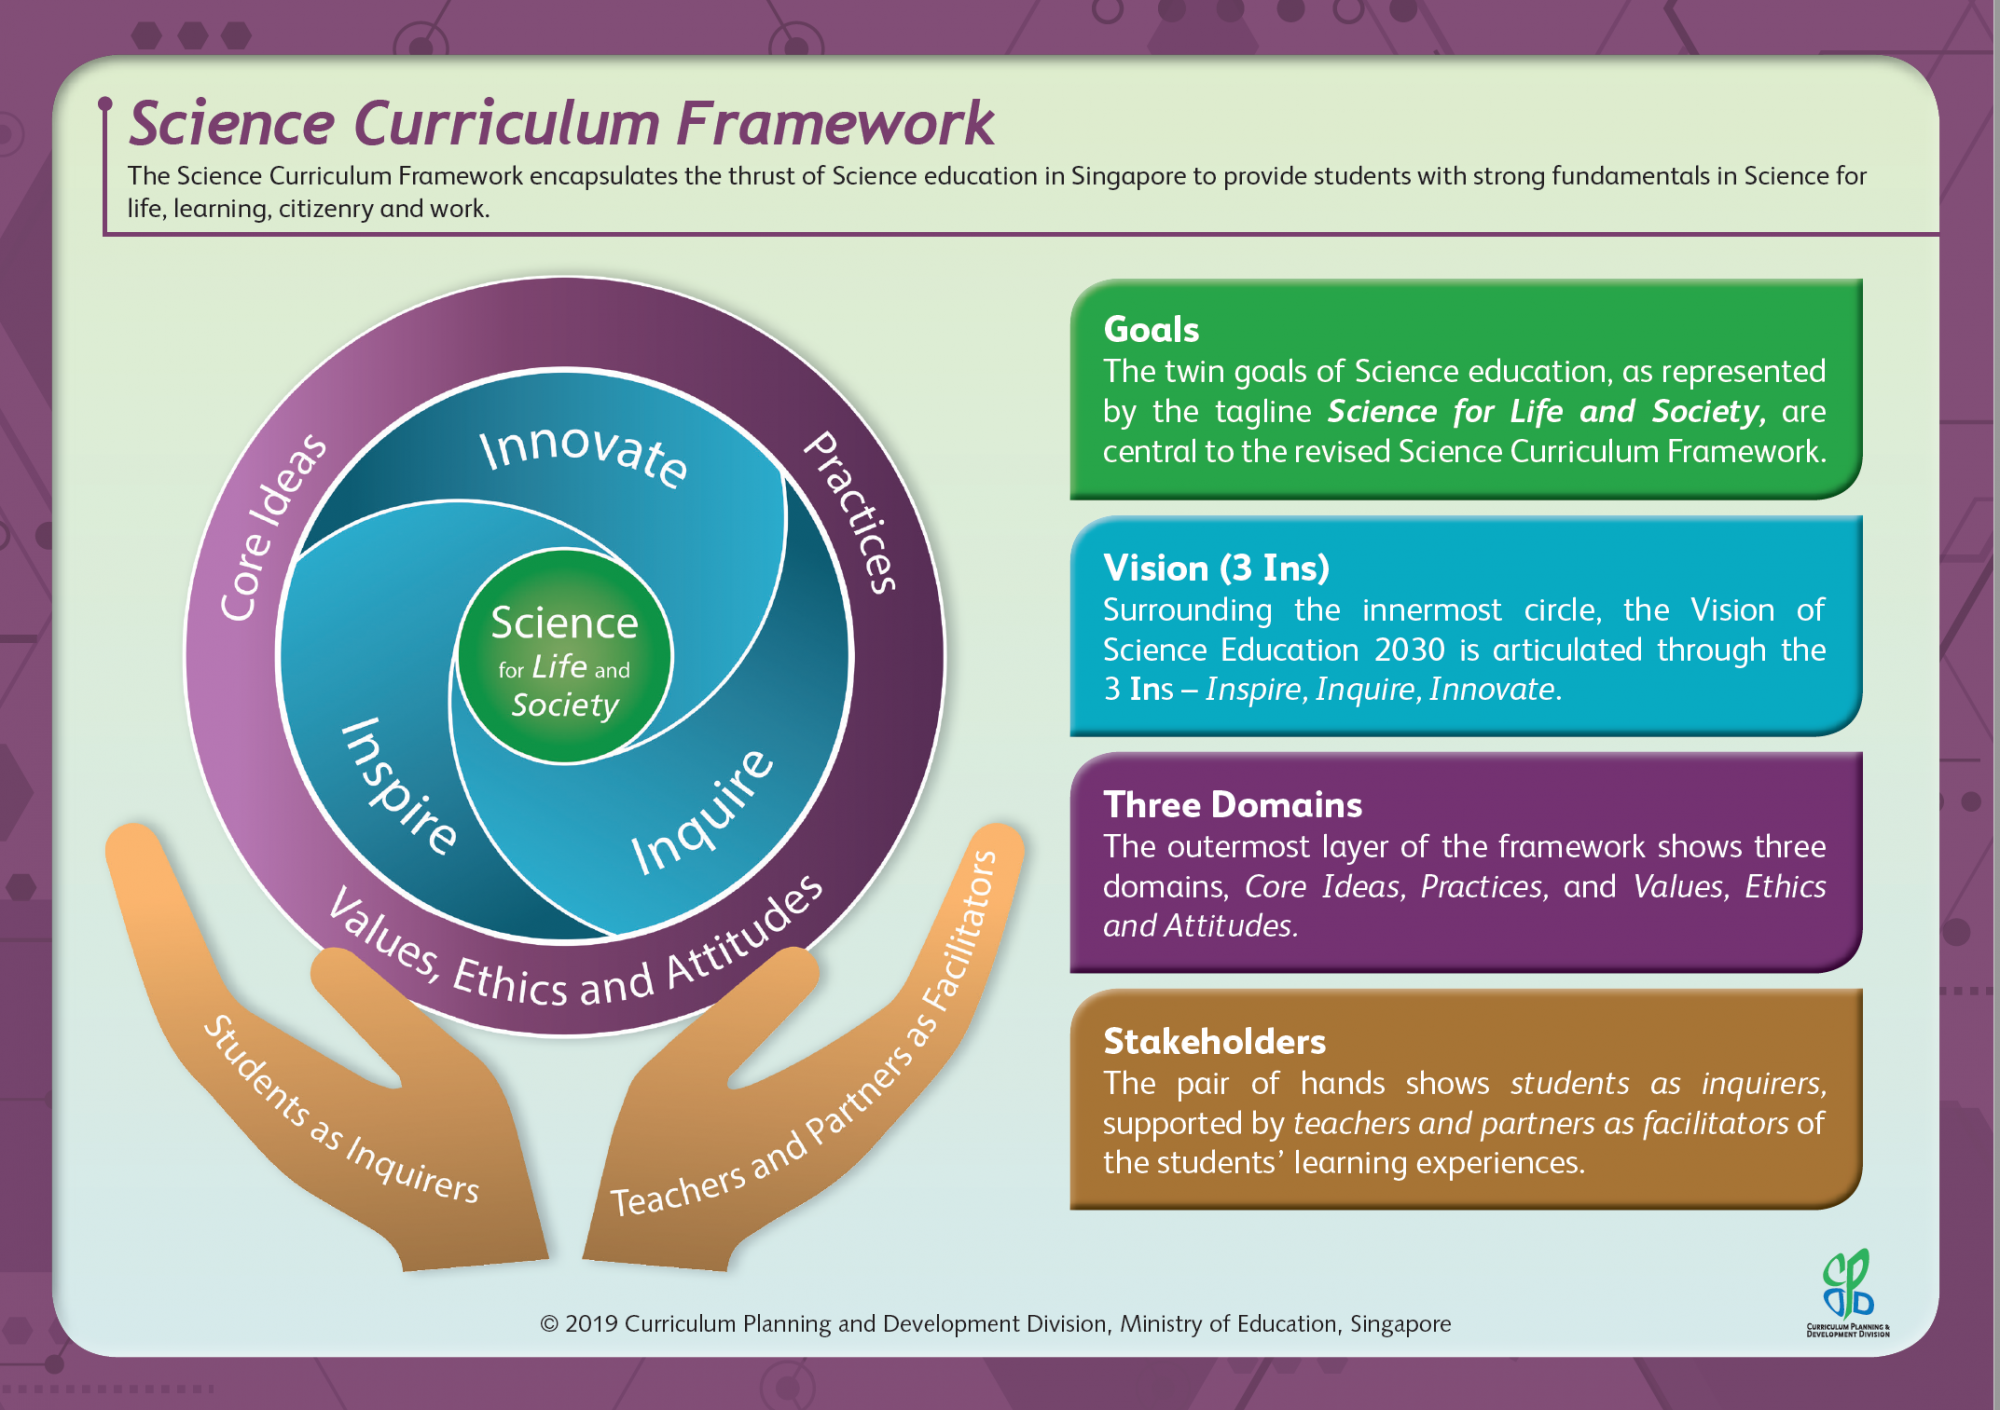 Science Curriculum Framework
The Science Curriculum Framework encapsulates the thrust of Science education in Singapore to provide students with strong fundamentals in Science for
life, learning, citizenry and work.
Core Ideas
Practices
Values, Ethics and Attitudes
Innovate
Inspire
Inquire
Science
for Life and
Society
Students as Inquirers
Teachers and Partners as Facilitators
Goals
The twin goals of Science education, as represented
by the tagline Science for Life and Society, are
central to the revised Science Curriculum Framework.
Vision (3 Ins)
Surrounding the innermost circle, the Vision of
Science Education 2030 is articulated through the
3 Ins – Inspire, Inquire, Innovate.
Three Domains
The outermost layer of the framework shows three
domains, Core Ideas, Practices, and Values, Ethics
and Attitudes.
Stakeholders
The pair of hands shows students as inquirers,
supported by teachers and partners as facilitators of
the students’ learning experiences.
© 2019 Curriculum Planning and Development Division, Ministry of Education, Singapore
CPDD
CURRICULUM PLANNING &
DEVELOPMENT DIVISION